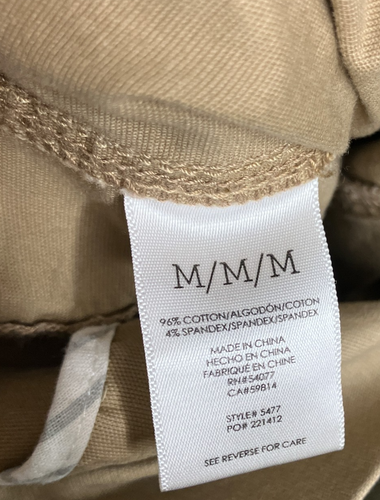 M/M/M
96% COTTON/ALGODÓN/COTON
4% SPANDEX/SPANDEX/SPANDEX
MADE IN CHINA
HECHO EN CHINA
FABRIQUÉ EN CHINE
RN# 54077
CA# 59814
STYLE# 5477
PO# 221412
SEE REVERSE FOR CARE